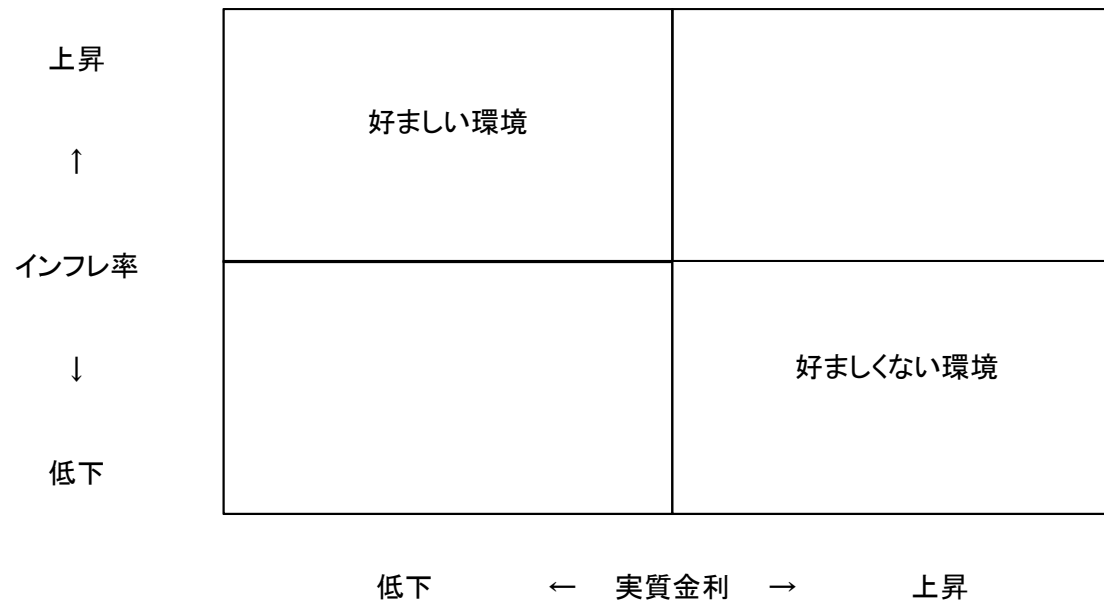 上昇
好ましい環境
↑
インフレ率
↓
好ましくない環境
低下
低下 ← 実質金利 → 上昇